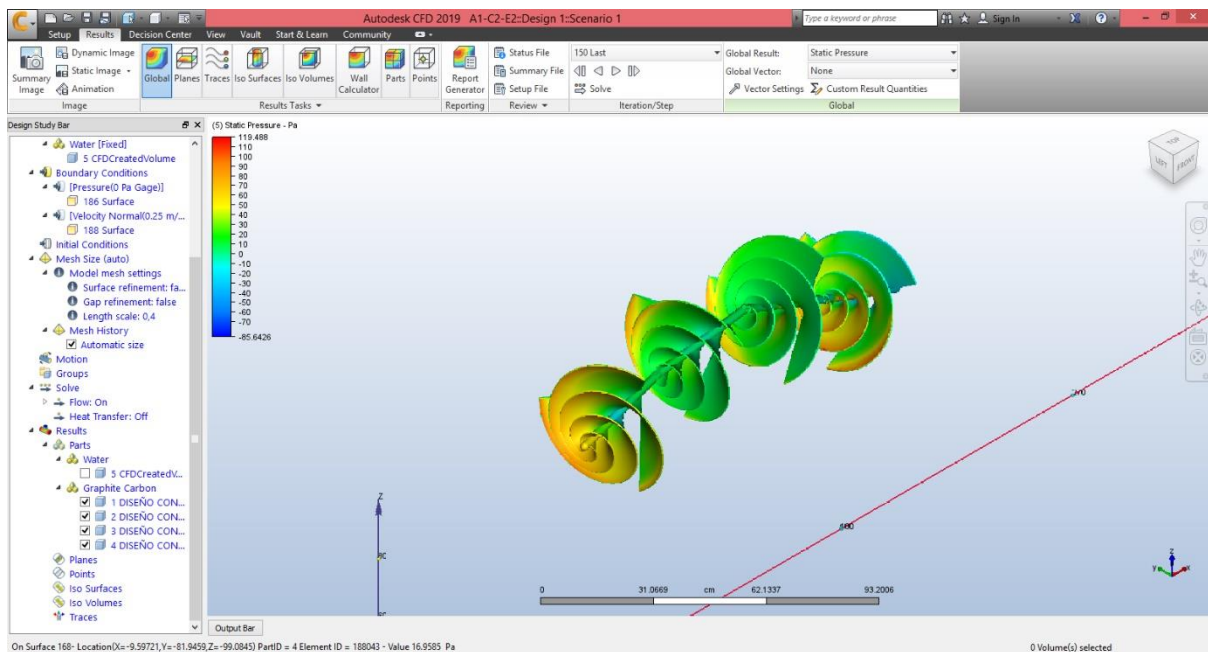 Autodesk CFD 2019 A1-C2-E2::Design 1::Scenario 1
Type a keyword or phrase
Sign In
Setup Results Decision Center View Vault Start & Learn Community
Summary Image
Dynamic Image
Static Image
Animation
Image
Global Planes Traces Iso Surfaces Iso Volumes Wall Calculator Parts Points
Results Tasks
Report Generator
Reporting
Status File
Summary File
Setup File
Review
150 Last
Solve
Iteration/Step
Global Result: Static Pressure
Global Vector: None
Vector Settings Custom Result Quantities
Global
Design Study Bar
Water [Fixed]
5 CFDCreatedVolume
Boundary Conditions
[Pressure(0 Pa Gage)]
186 Surface
[Velocity Normal(0.25 m/...
188 Surface
Initial Conditions
Mesh Size (auto)
Model mesh settings
Surface refinement: fa...
Gap refinement: false
Length scale: 0,4
Mesh History
Automatic size
Motion
Groups
Solve
Flow: On
Heat Transfer: Off
Results
Parts
Water
5 CFDCreatedV...
Graphite Carbon
1 DISEÑO CON...
2 DISEÑO CON...
3 DISEÑO CON...
4 DISEÑO CON...
Planes
Points
Iso Surfaces
Iso Volumes
Traces
(5) Static Pressure - Pa
119.488
110
100
90
80
70
60
50
40
30
20
10
0
-10
-20
-30
-40
-50
-60
-70
-85.6426
TOP
LEFT
FRONT
Z
0 31.0669 cm 62.1337 93.2006
Z
Y
X
Output Bar
On Surface 168- Location(X=-9.59721,Y=-81.9459,Z=-99.0845) PartID = 4 Element ID = 188043 - Value 16.9585 Pa
0 Volume(s) selected